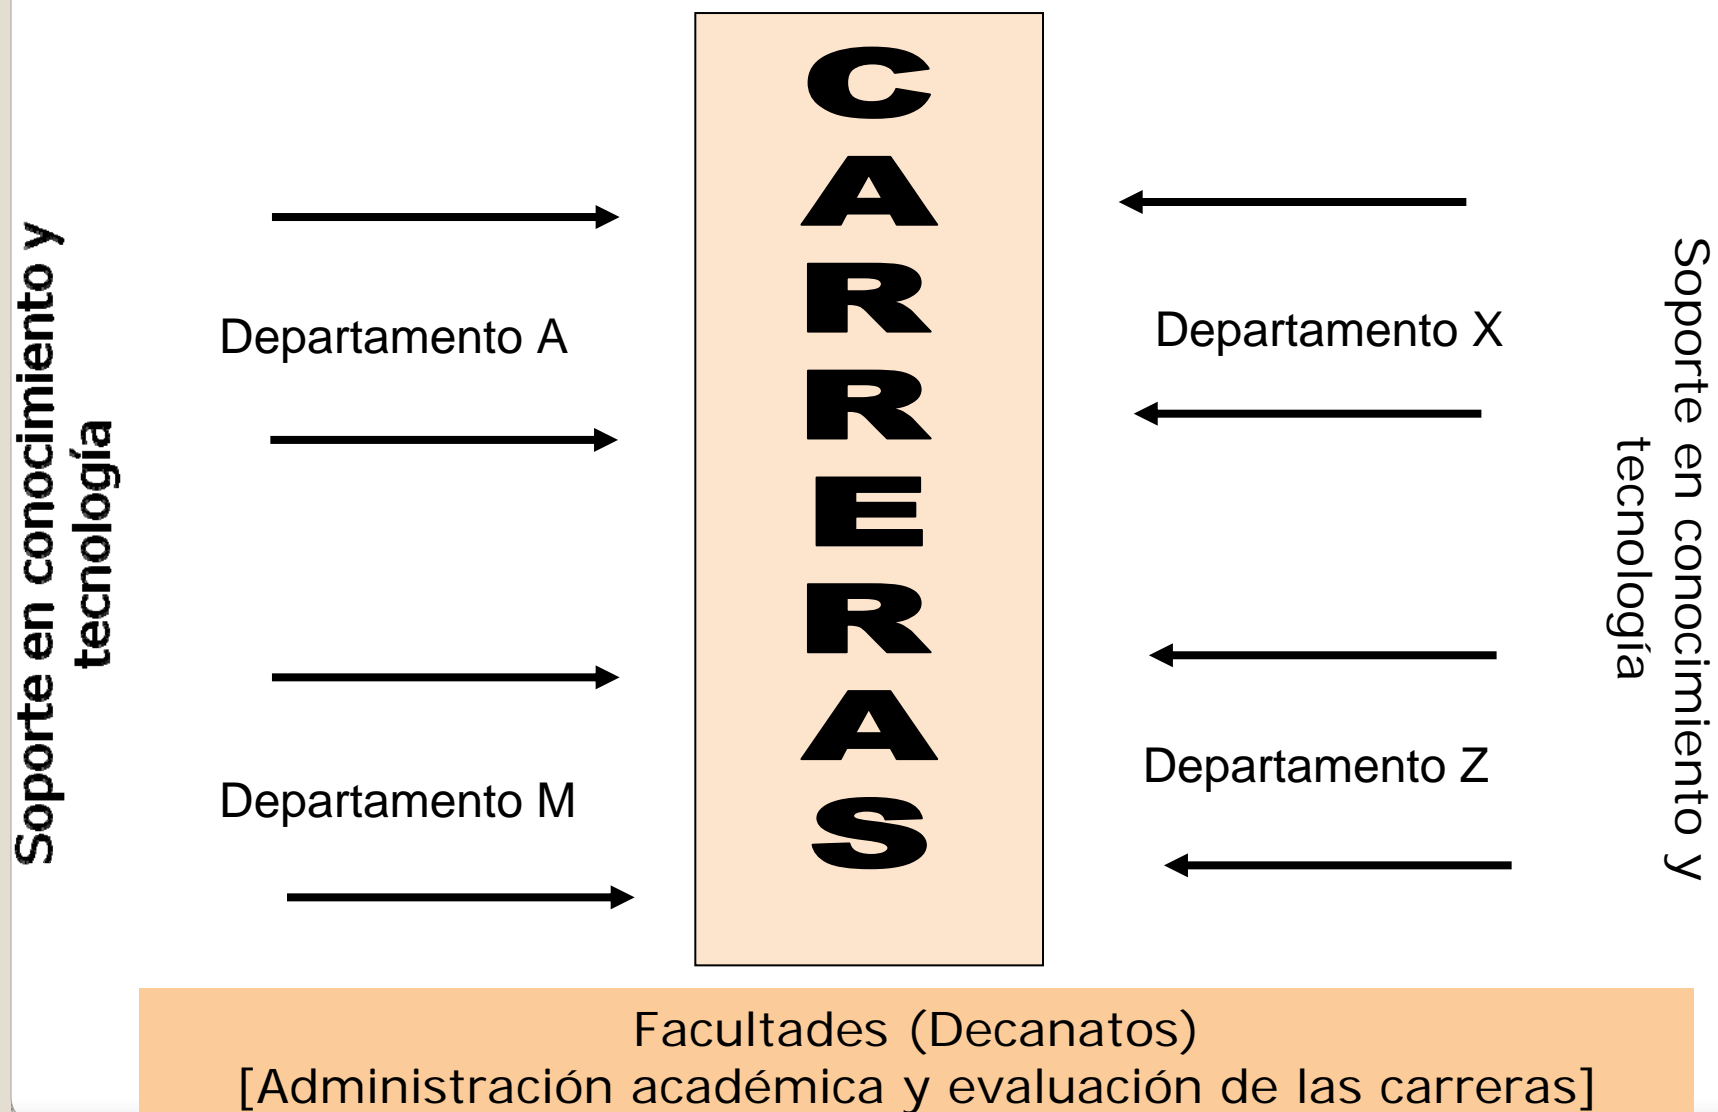 Soporte en conocimiento y
tecnología
Departamento A
Departamento M
CARRERAS
Departamento X
Departamento Z
Soporte en conocimiento y
tecnología
Facultades (Decanatos)
[Administración académica y evaluación de las carreras]